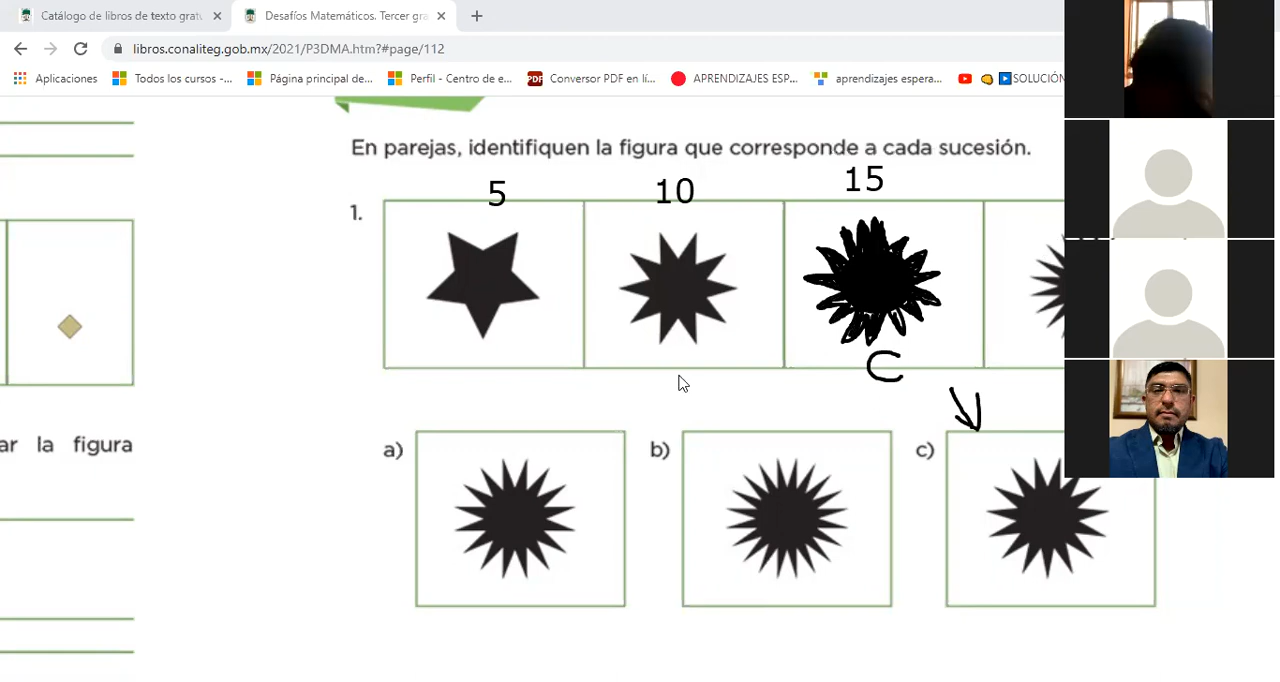 Catálogo de libros de texto gratu
Desafíos Matemáticos. Tercer gra
libros.conaliteg.gob.mx/2021/P3DMA.htm?#page/112
Aplicaciones
Todos los cursos -...
Página principal de...
Perfil - Centro de e...
PDF
Conversor PDF en lí...
APRENDIZAJES ESP...
aprendizajes espera...
SOLUCIÓN
En parejas, identifiquen la figura que corresponde a cada sucesión.
5
10
15
1.
C
ar la figura
a)
b)
c)